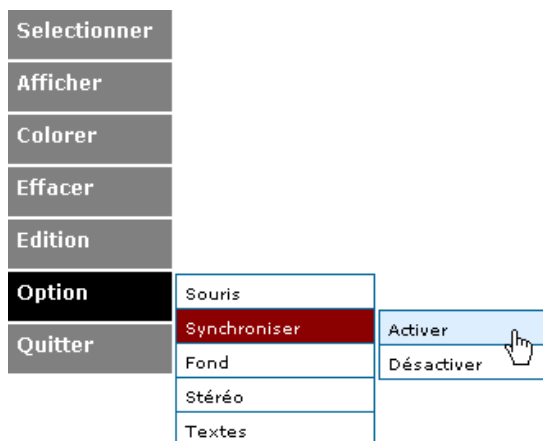 Selectionner
Afficher
Colorer
Effacer
Edition
Option
Quitter
Souris
Synchroniser
Fond
Stéréo
Textes
Activer
Désactiver